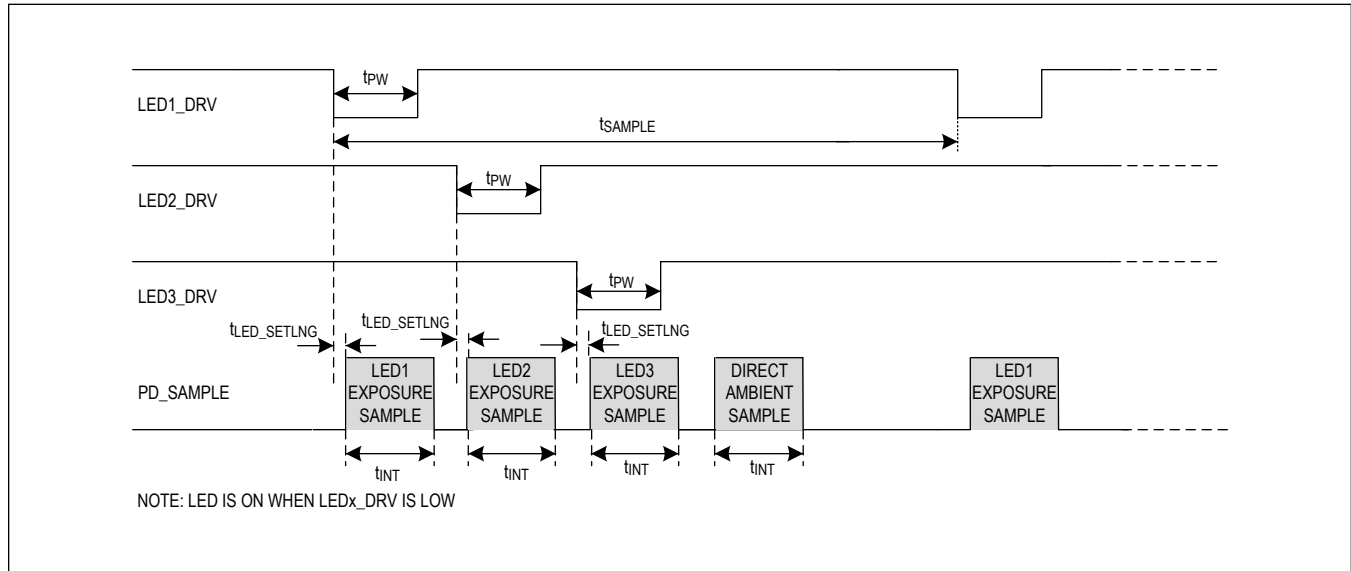 tPW
LED1_DRV
tSAMPLE
tPW
LED2_DRV
tPW
LED3_DRV
tLED_SETLNG
tLED_SETLNG
tLED_SETLNG
PD_SAMPLE
LED1
EXPOSURE
SAMPLE
LED2
EXPOSURE
SAMPLE
LED3
EXPOSURE
SAMPLE
DIRECT
AMBIENT
SAMPLE
LED1
EXPOSURE
SAMPLE
tINT
tINT
tINT
tINT
NOTE: LED IS ON WHEN LEDx_DRV IS LOW